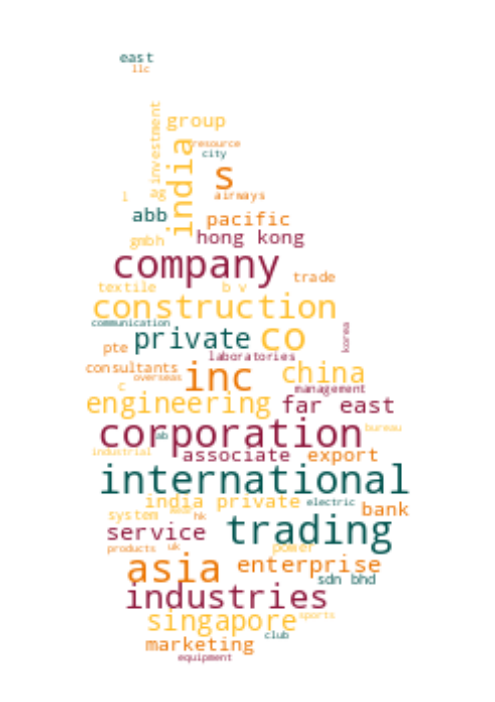 east
llc
investment
group
india
resource
city
s
l
ag
airways
abb
pacific
gmbh
hong kong
company
trade
textile
b v
construction
communication
private
co
korea
pte
laboratories
consultants
overseas
inc
china
c
management
engineering
far east
corporation
ab
bureau
industrial
associate
export
international
india private
electric
bank
system
hk
service
trading
products
uk
power
asia
enterprise
sdn bhd
industries
singapore
sports
club
marketing
equipment